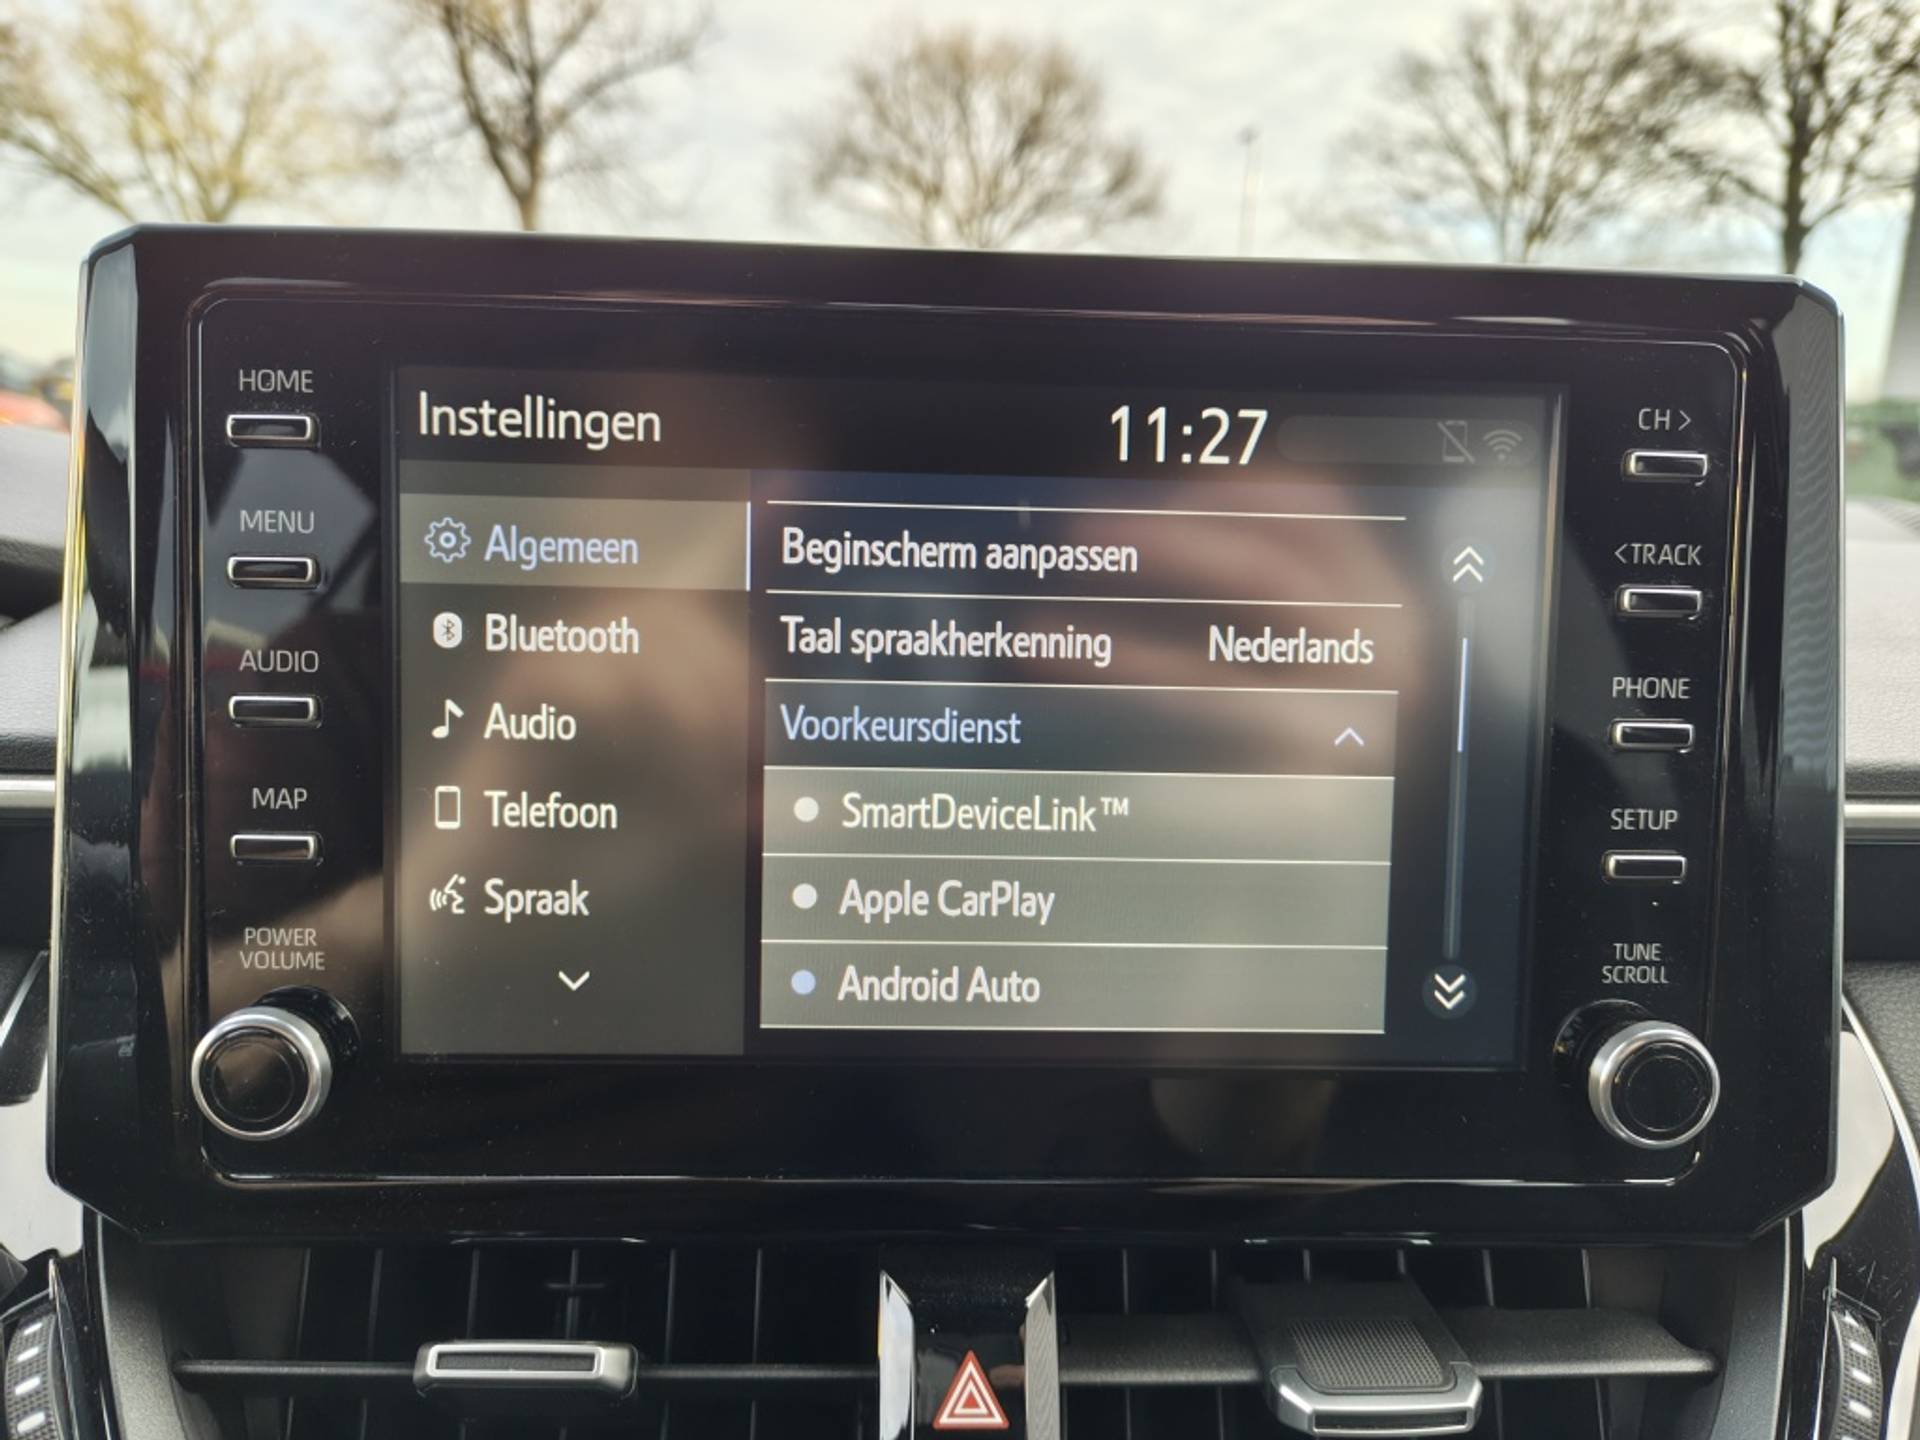 HOME
MENU
AUDIO
MAP
POWER
VOLUME
Instellingen
11:27
Algemeen
Bluetooth
Audio
Telefoon
Spraak
Beginscherm aanpassen
Taal spraakherkenning Nederlands
Voorkeursdienst
SmartDeviceLink™
Apple CarPlay
Android Auto
CH >
<TRACK
PHONE
SETUP
TUNE
SCROLL